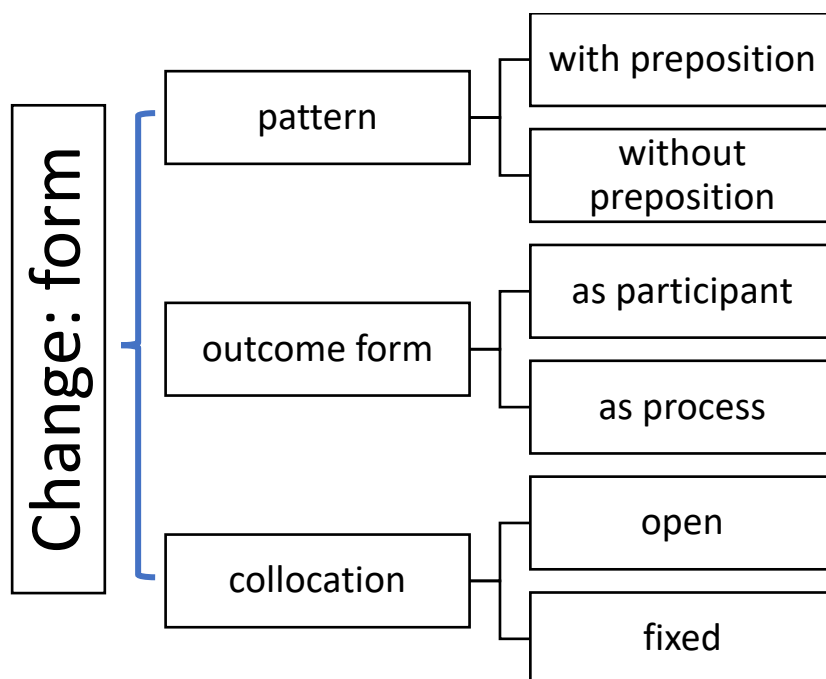 Change: form
pattern
with preposition
without
preposition
outcome form
as participant
as process
collocation
open
fixed